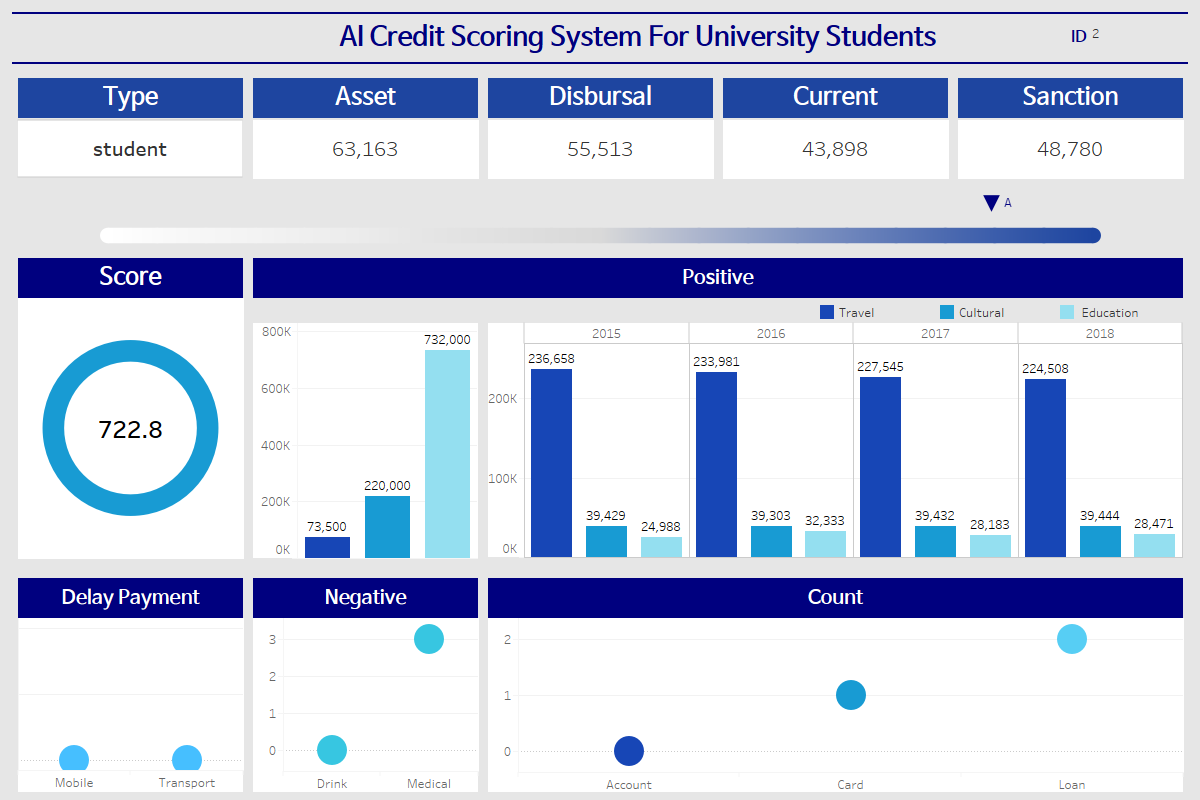 AI Credit Scoring System For University Students
ID 2
Type Asset Disbursal Current Sanction
student 63,163 55,513 43,898 48,780
A
Score Positive
Travel Cultural Education
800K
600K
400K
200K
0K
732,000
220,000
73,500
722.8
2015 2016 2017 2018
200K
100K
0K
236,658 39,429 24,988
233,981 39,303 32,333
227,545 39,432 28,183
224,508 39,444 28,471
Delay Payment Negative Count
3
2
1
0
2
1
0
Mobile Transport Drink Medical Account Card Loan